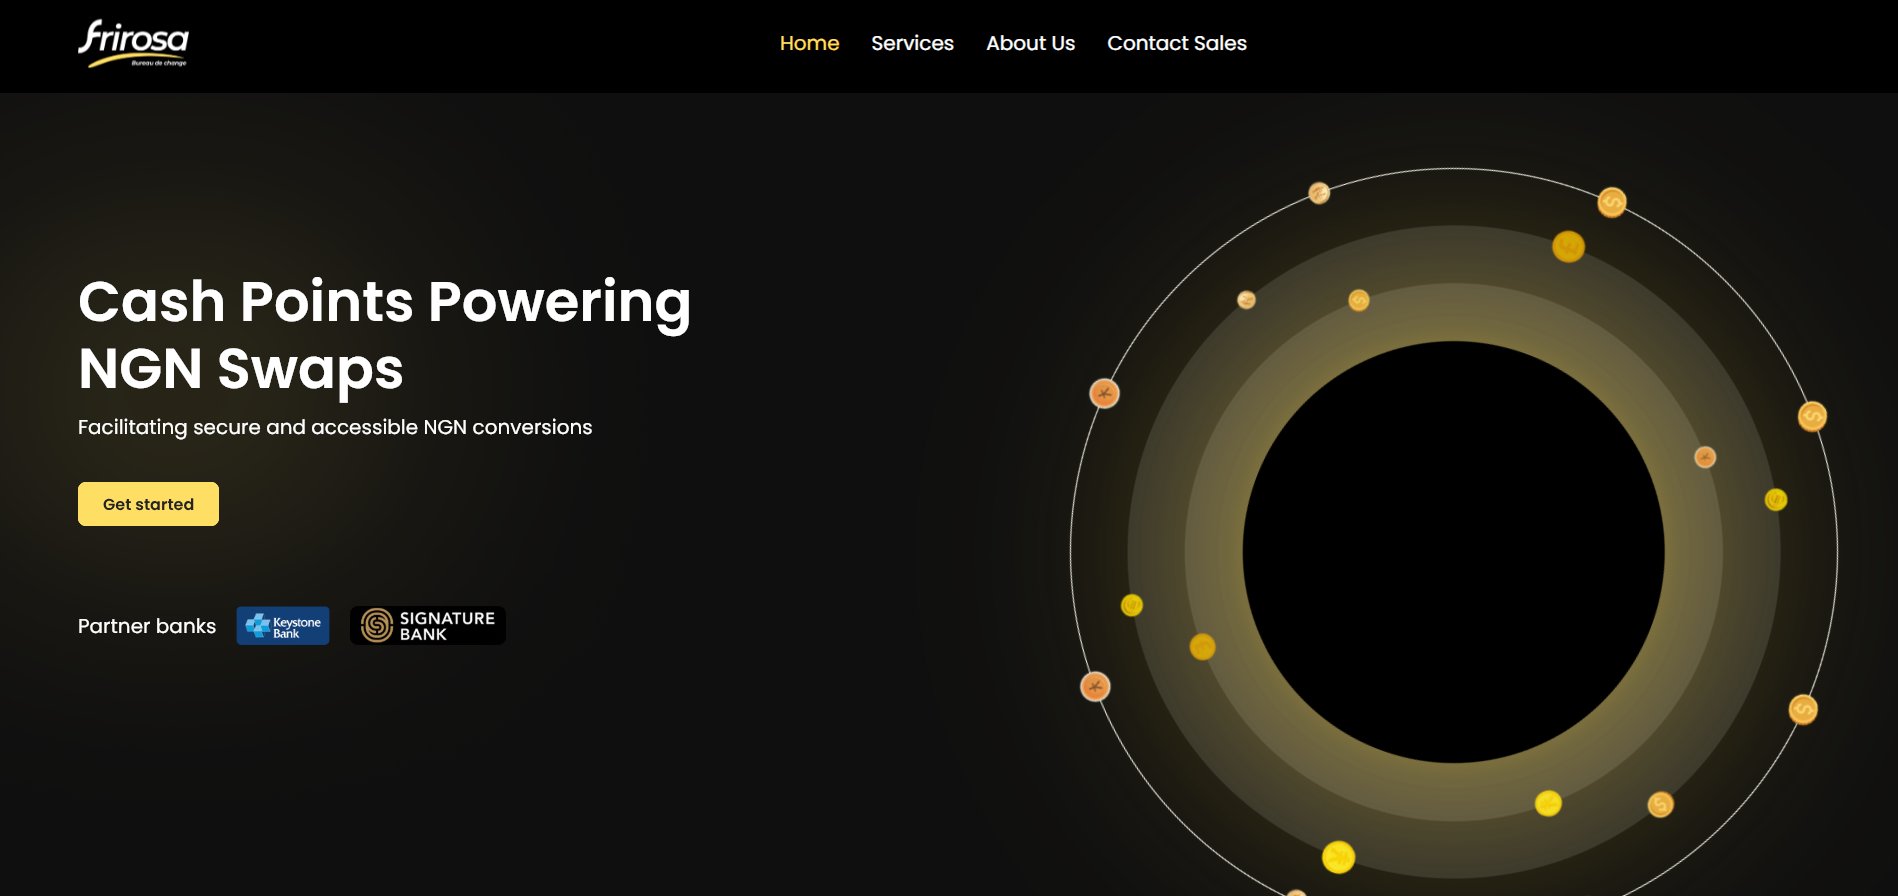 frirosa
Bureau de change
Home
Services
About Us
Contact Sales
Cash Points Powering
NGN Swaps
Facilitating secure and accessible NGN conversions
Get started
Partner banks
Keystone
Bank
SIGNATURE
BANK